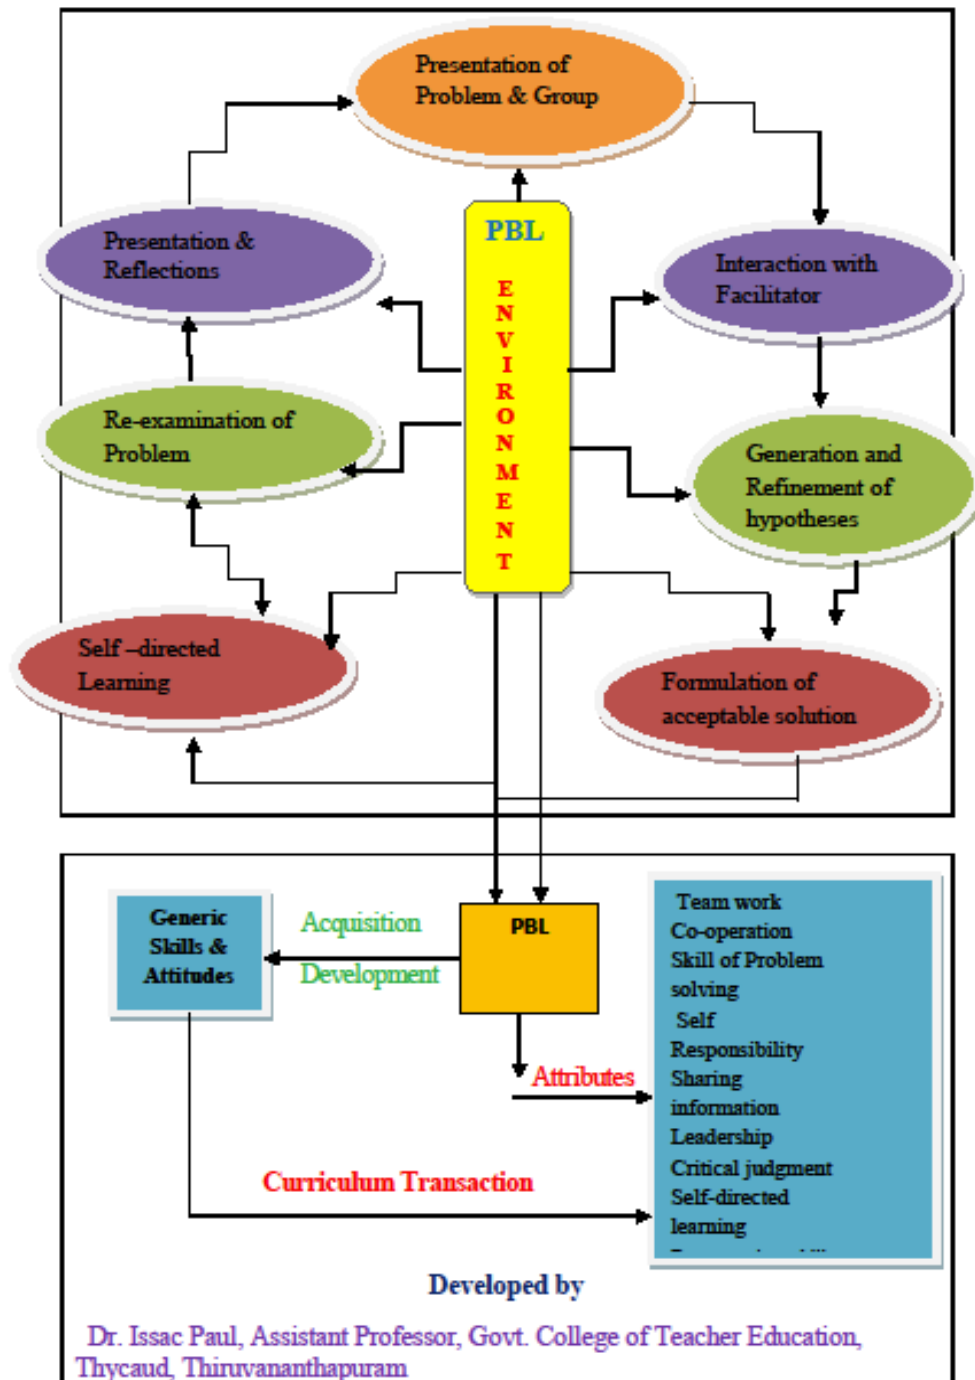 Presentation of
Problem & Group
Presentation &
Reflections
PBL
E
N
V
I
R
O
N
M
E
N
T
Interaction with
Facilitator
Re-examination of
Problem
Generation and
Refinement of
hypotheses
Self –directed
Learning
Formulation of
acceptable solution
Generic
Skills &
Attitudes
Acquisition
Development
PBL
Team work
Co-operation
Skill of Problem
solving
Self
Responsibility
Sharing
information
Leadership
Critical judgment
Self-directed
learning
Attributes
Curriculum Transaction
Developed by
Dr. Issac Paul, Assistant Professor, Govt. College of Teacher Education,
Thycaud, Thiruvananthapuram